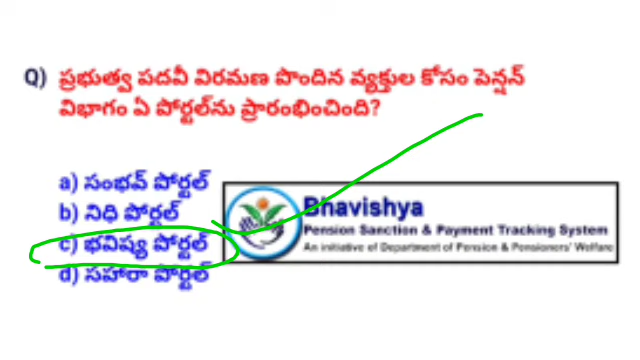 Q) ప్రభుత్వ పదవీ విరమణ పొందిన వ్యక్తుల కోసం పెన్షన్
విభాగం ఏ పోర్టల్‌ను ప్రారంభించింది?
a) సంభవ్ పోర్టల్
b) నిధి పోర్టల్
c) భవిష్య పోర్టల్
d) సహారా పోర్టల్
Bhavishya
Pension Sanction & Payment Tracking System
An initiative of Department of Pension & Pensioners' Welfare